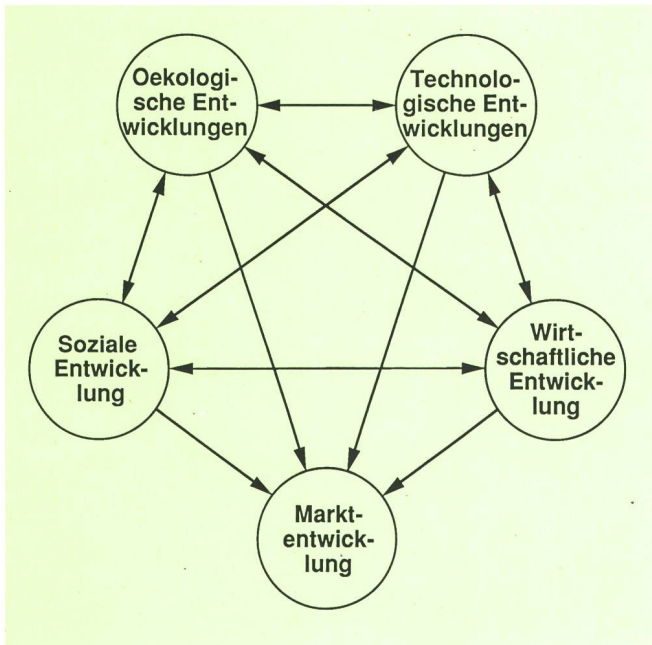 Oekologi-
sche Ent-
wicklungen
Technolo-
gische Ent-
wicklungen
Soziale
Entwick-
lung
Wirt-
schaftliche
Entwick-
lung
Markt-
entwick-
lung